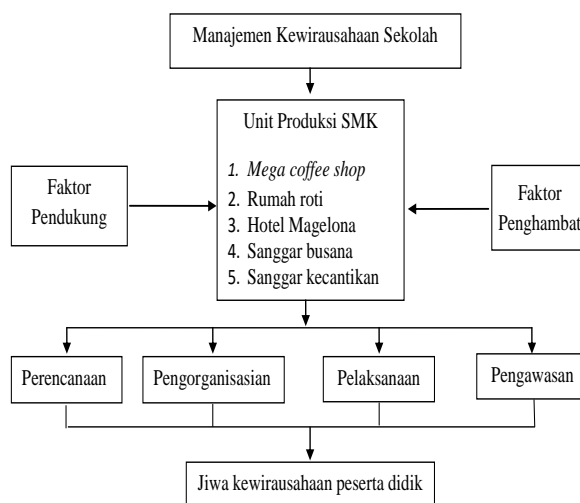 Manajemen Kewirausahaan Sekolah
Unit Produksi SMK
1. Mega coffee shop
2. Rumah roti
3. Hotel Magelona
4. Sanggar busana
5. Sanggar kecantikan
Faktor
Pendukung
Faktor
Penghambat
Perencanaan
Pengorganisasian
Pelaksanaan
Pengawasan
Jiwa kewirausahaan peserta didik